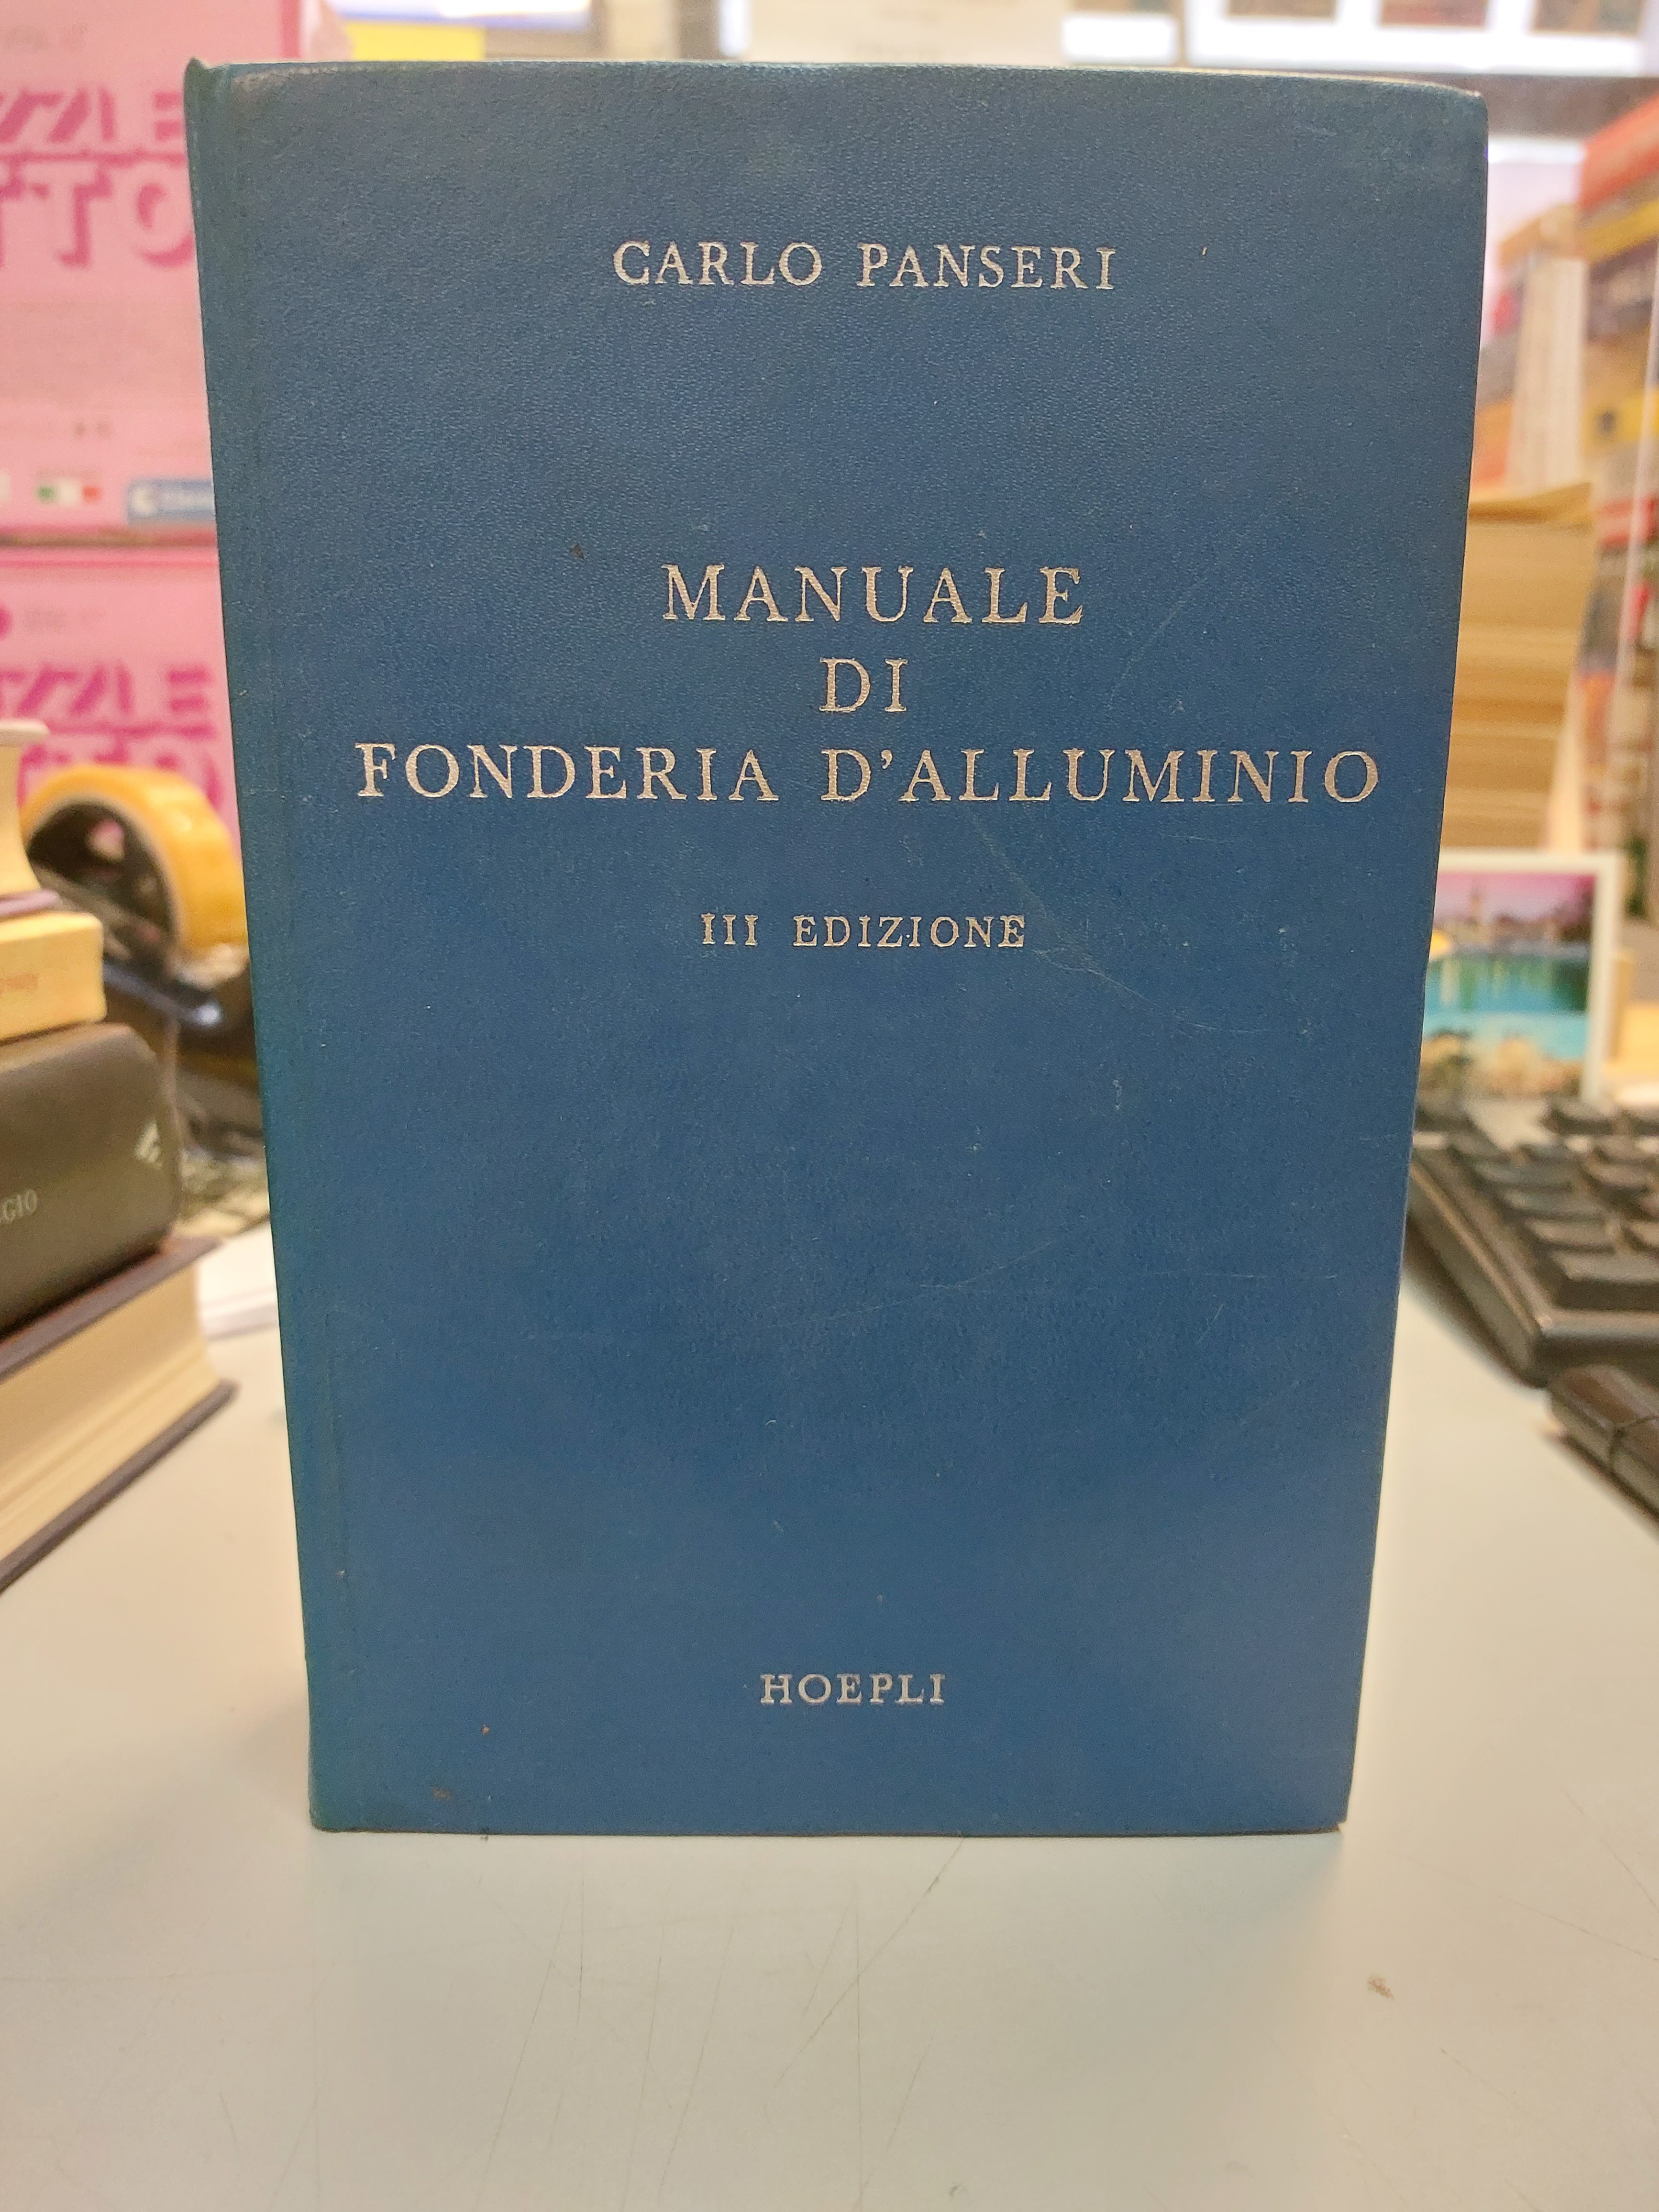 CARLO PANSERI
MANUALE
DI
FONDERIA D'ALLUMINIO
III EDIZIONE
HOEPLI